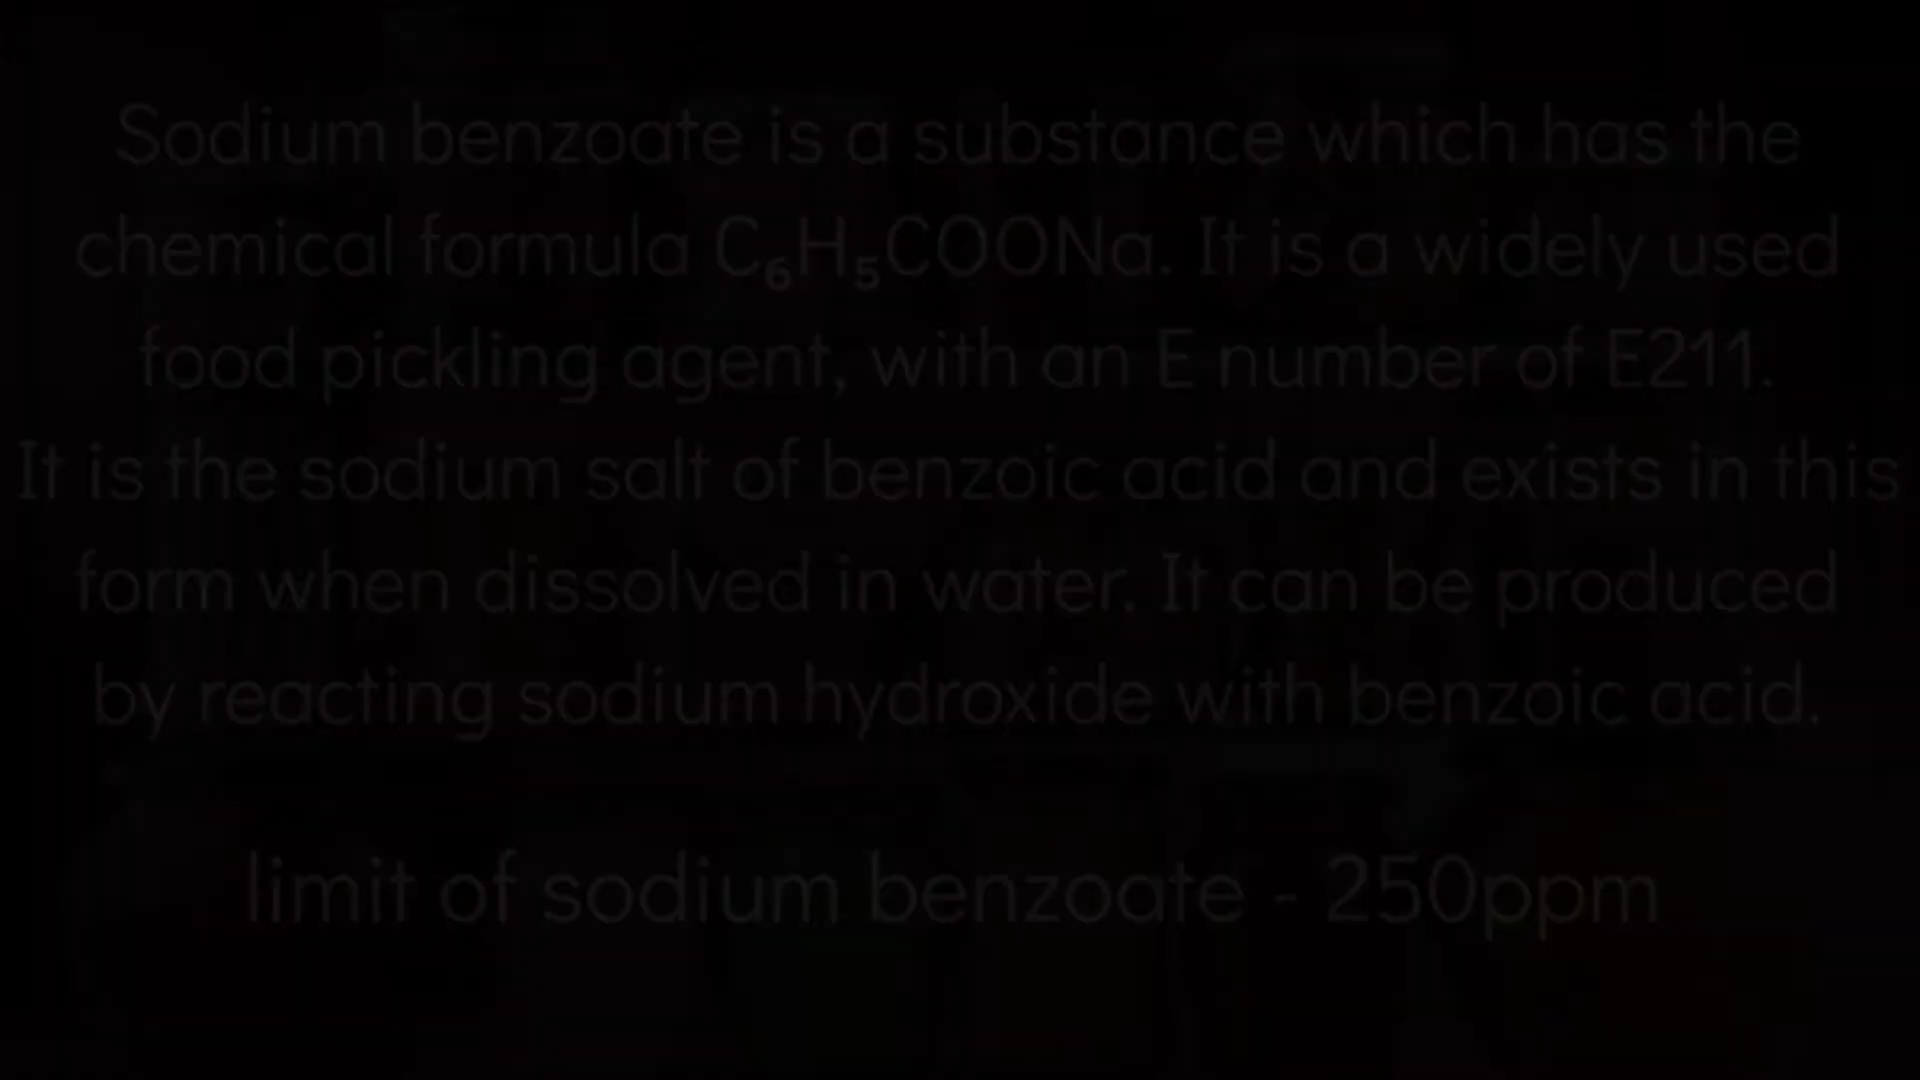 Sodium benzoate is a substance which has the
chemical formula C₆H₅COONa. It is a widely used
food pickling agent, with an E number of E211.
It is the sodium salt of benzoic acid and exists in this
form when dissolved in water. It can be produced
by reacting sodium hydroxide with benzoic acid.
limit of sodium benzoate - 250ppm